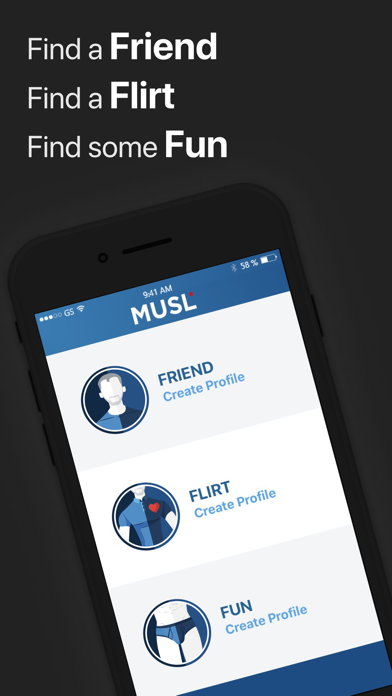 Find a Friend
Find a Flirt
Find some Fun
GS 9:41 AM 58 %
MUSL
FRIEND
Create Profile
FLIRT
Create Profile
FUN
Create Profile